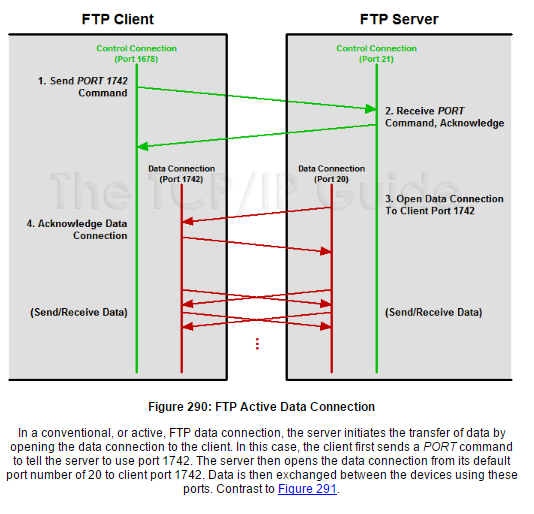 FTP Client
FTP Server
Control Connection
(Port 1678)
Control Connection
(Port 21)
1. Send PORT 1742
Command
2. Receive PORT
Command, Acknowledge
The TCP/IP Guide
Data Connection
(Port 1742)
Data Connection
(Port 20)
3. Open Data Connection
To Client Port 1742
4. Acknowledge Data
Connection
(Send/Receive Data)
(Send/Receive Data)
Figure 290: FTP Active Data Connection
In a conventional, or active, FTP data connection, the server initiates the transfer of data by
opening the data connection to the client. In this case, the client first sends a PORT command
to tell the server to use port 1742. The server then opens the data connection from its default
port number of 20 to client port 1742. Data is then exchanged between the devices using these
ports. Contrast to Figure 291.